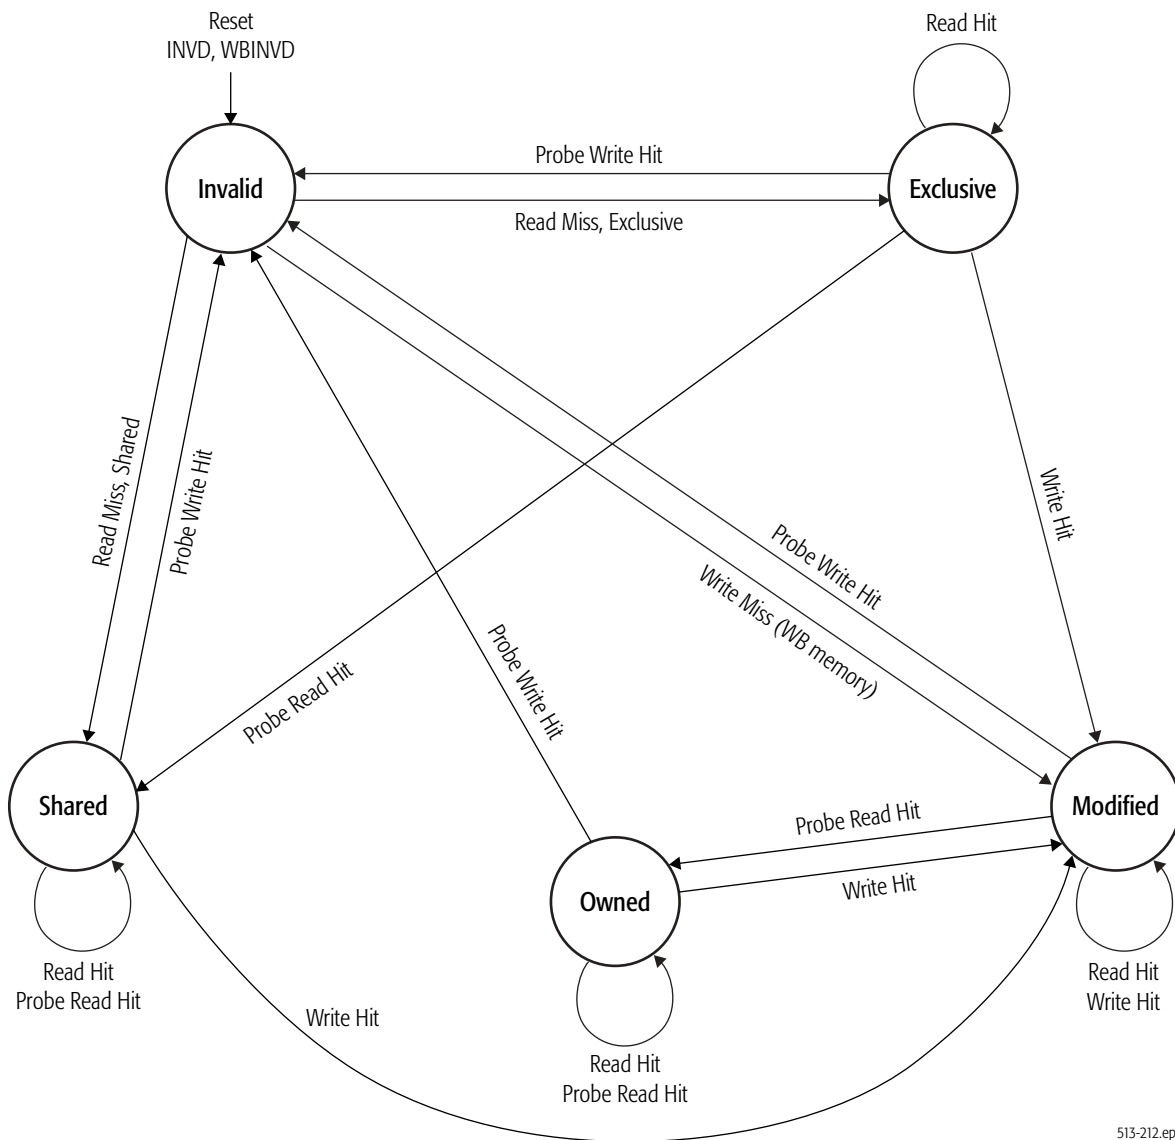 Reset
INVD, WBINVD
Read Hit
Probe Write Hit
Invalid
Exclusive
Read Miss, Exclusive
Read Miss, Shared
Probe Write Hit
Write Hit
Probe Write Hit
Write Miss (WB memory)
Probe Write Hit
Probe Read Hit
Shared
Modified
Probe Read Hit
Owned
Write Hit
Read Hit
Probe Read Hit
Read Hit
Write Hit
Write Hit
Read Hit
Probe Read Hit
513-212.ep